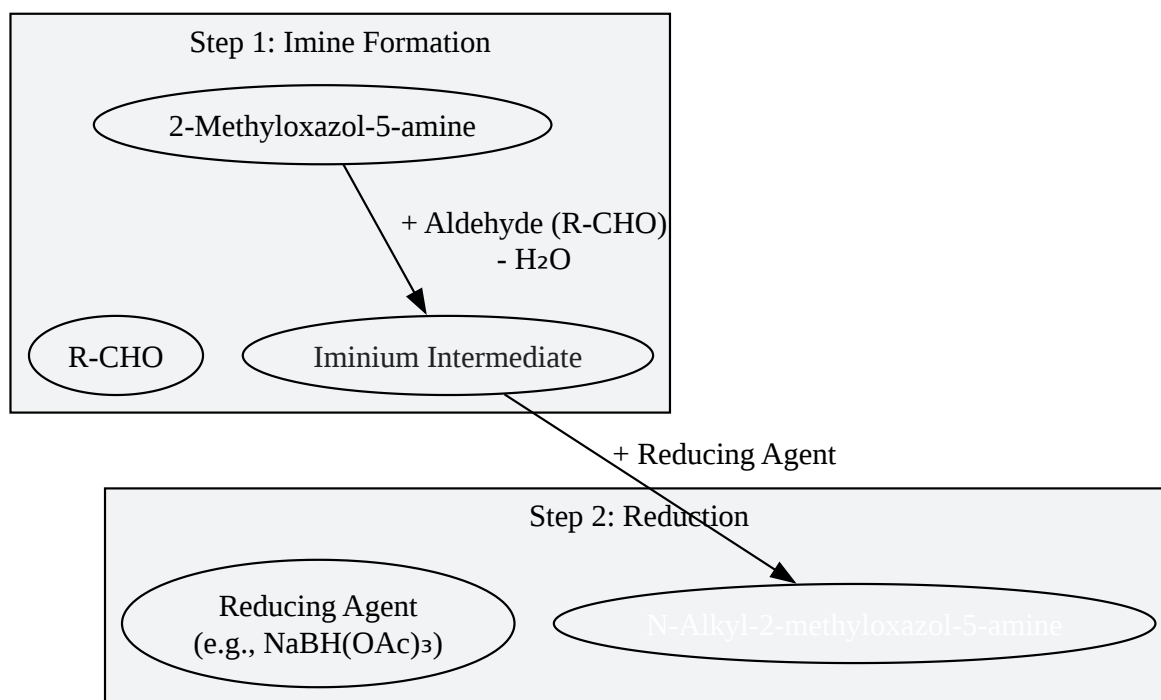 Step 1: Imine Formation
2-Methyloxazol-5-amine
+ Aldehyde (R-CHO)
- H₂O
R-CHO
Iminium Intermediate
+ Reducing Agent
Step 2: Reduction
Reducing Agent
(e.g., NaBH(OAc)₃)
N-Alkyl-2-methyloxazol-5-amine